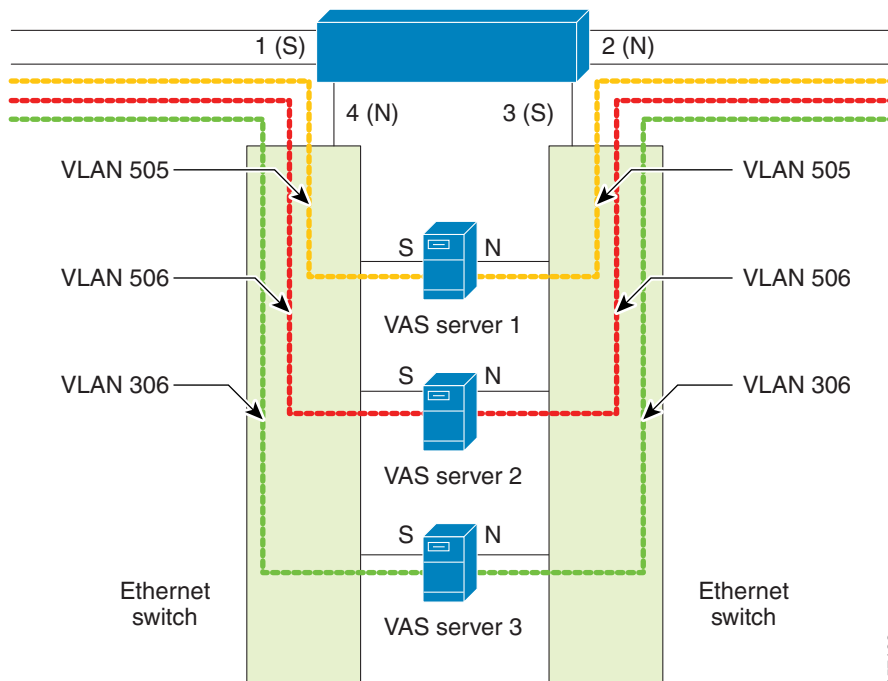 1 (S)
2 (N)
4 (N)
3 (S)
VLAN 505
VLAN 505
S
N
VAS server 1
VLAN 506
VLAN 506
S
N
VAS server 2
VLAN 306
VLAN 306
S
N
VAS server 3
Ethernet
switch
Ethernet
switch